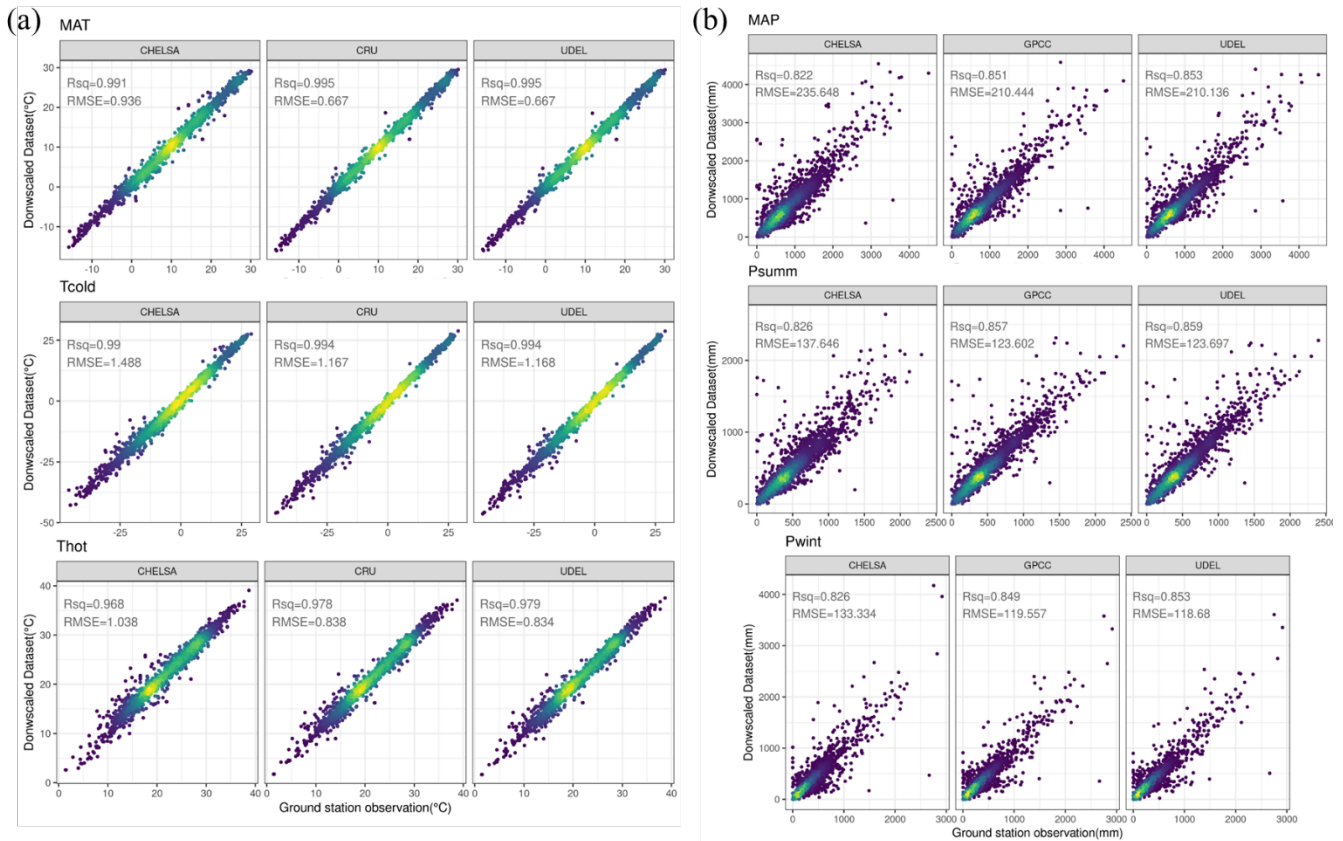 (a)
MAT
CHELSA CRU UDEL
Rsq=0.991 Rsq=0.995 Rsq=0.995
RMSE=0.936 RMSE=0.667 RMSE=0.667
30
20
10
0
-10
Donwscaled Dataset(°C)
-10 0 10 20 30 -10 0 10 20 30 -10 0 10 20 30
Tcold
CHELSA CRU UDEL
Rsq=0.99 Rsq=0.994 Rsq=0.994
RMSE=1.488 RMSE=1.167 RMSE=1.168
25
0
-25
-50
Donwscaled Dataset(°C)
-25 0 25 -25 0 25 -25 0 25
Thot
CHELSA CRU UDEL
Rsq=0.968 Rsq=0.978 Rsq=0.979
RMSE=1.038 RMSE=0.838 RMSE=0.834
40
30
20
10
0
Donwscaled Dataset(°C)
0 10 20 30 40 0 10 20 30 40 0 10 20 30 40
Ground station observation(°C)
(b)
MAP
CHELSA GPCC UDEL
Rsq=0.822 Rsq=0.851 Rsq=0.853
RMSE=235.648 RMSE=210.444 RMSE=210.136
4000
3000
2000
1000
0
Donwscaled Dataset(mm)
0 1000 2000 3000 4000 0 1000 2000 3000 4000 0 1000 2000 3000 4000
Psumm
CHELSA GPCC UDEL
Rsq=0.826 Rsq=0.857 Rsq=0.859
RMSE=137.646 RMSE=123.602 RMSE=123.697
2000
1000
0
Donwscaled Dataset(mm)
0 500 1000 1500 2000 2500 0 500 1000 1500 2000 2500 0 500 1000 1500 2000 2500
Pwint
CHELSA GPCC UDEL
Rsq=0.826 Rsq=0.849 Rsq=0.853
RMSE=133.334 RMSE=119.557 RMSE=118.68
4000
3000
2000
1000
0
Donwscaled Dataset(mm)
0 1000 2000 3000 0 1000 2000 3000 0 1000 2000 3000
Ground station observation(mm)